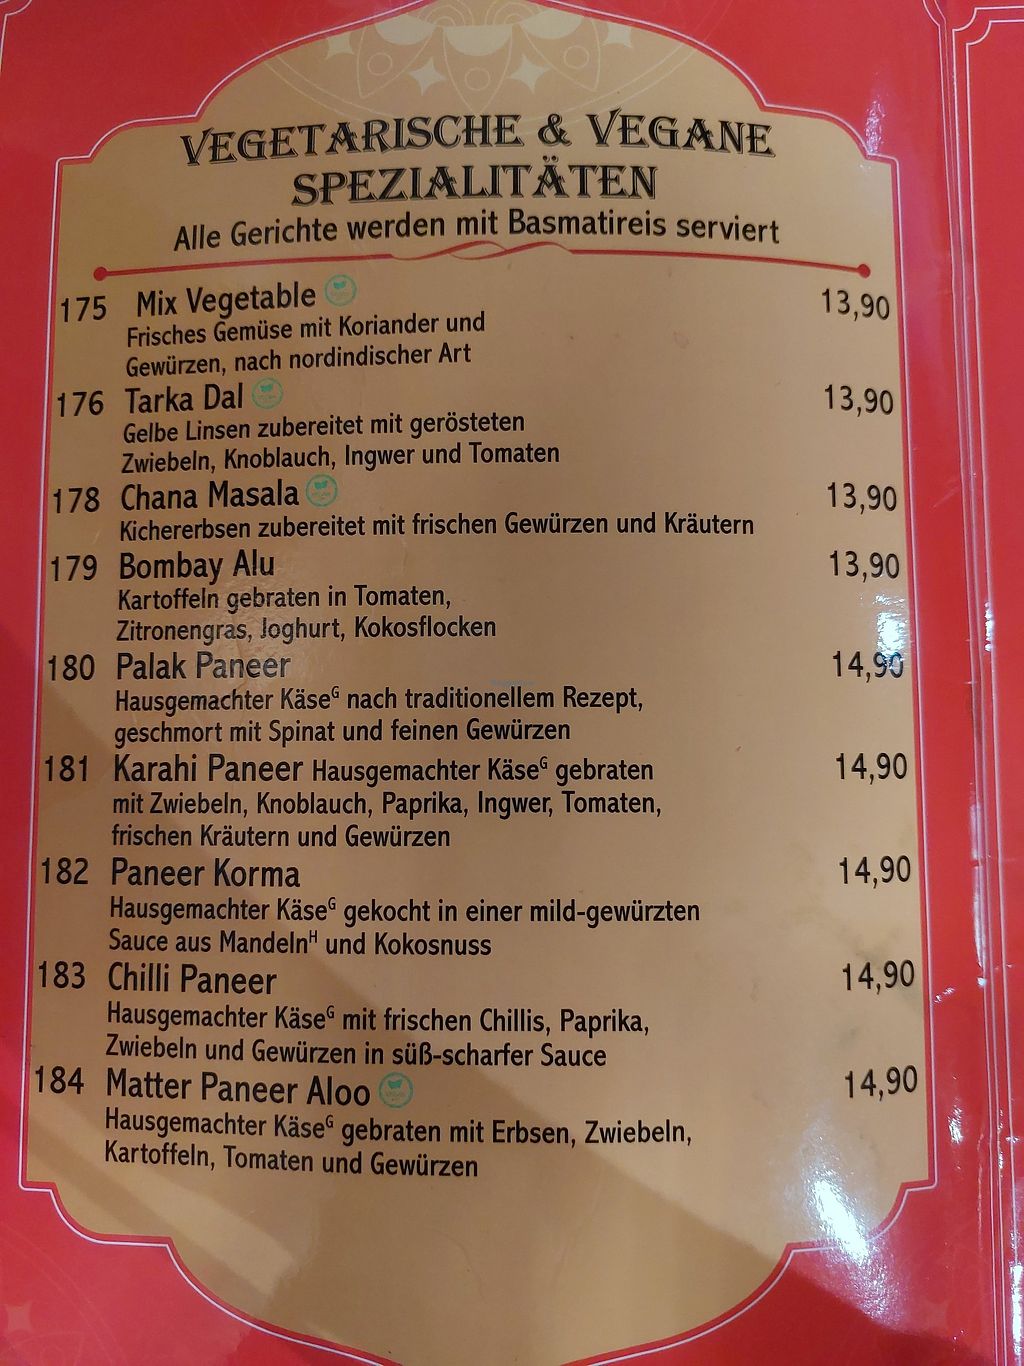 VEGETARISCHE & VEGANE
SPEZIALITÄTEN
Alle Gerichte werden mit Basmatireis serviert
175 Mix Vegetable 13,90
Frisches Gemüse mit Koriander und
Gewürzen, nach nordindischer Art
176 Tarka Dal 13,90
Gelbe Linsen zubereitet mit gerösteten
Zwiebeln, Knoblauch, Ingwer und Tomaten
178 Chana Masala 13,90
Kichererbsen zubereitet mit frischen Gewürzen und Kräutern
179 Bombay Alu 13,90
Kartoffeln gebraten in Tomaten,
Zitronengras, Joghurt, Kokosflocken
180 Palak Paneer 14,90
Hausgemachter Käseᴳ nach traditionellem Rezept,
geschmort mit Spinat und feinen Gewürzen
181 Karahi Paneer Hausgemachter Käseᴳ gebraten 14,90
mit Zwiebeln, Knoblauch, Paprika, Ingwer, Tomaten,
frischen Kräutern und Gewürzen
182 Paneer Korma 14,90
Hausgemachter Käseᴳ gekocht in einer mild-gewürzten
Sauce aus Mandelnᴴ und Kokosnuss
183 Chilli Paneer 14,90
Hausgemachter Käseᴳ mit frischen Chillis, Paprika,
Zwiebeln und Gewürzen in süß-scharfer Sauce
184 Matter Paneer Aloo 14,90
Hausgemachter Käseᴳ gebraten mit Erbsen, Zwiebeln,
Kartoffeln, Tomaten und Gewürzen